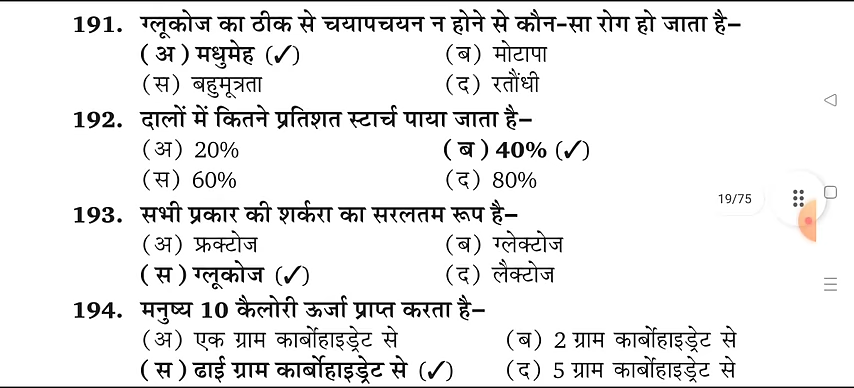 191. ग्लूकोज का ठीक से चयापचयन न होने से कौन-सा रोग हो जाता है–
(अ) मधुमेह (✓) (ब) मोटापा
(स) बहुमूत्रता (द) रतौंधी
192. दालों में कितने प्रतिशत स्टार्च पाया जाता है–
(अ) 20% (ब) 40% (✓)
(स) 60% (द) 80%
19/75
193. सभी प्रकार की शर्करा का सरलतम रूप है–
(अ) फ्रक्टोज (ब) ग्लेक्टोज
(स) ग्लूकोज (✓) (द) लैक्टोज
194. मनुष्य 10 कैलोरी ऊर्जा प्राप्त करता है–
(अ) एक ग्राम कार्बोहाइड्रेट से (ब) 2 ग्राम कार्बोहाइड्रेट से
(स) ढाई ग्राम कार्बोहाइड्रेट से (✓) (द) 5 ग्राम कार्बोहाइड्रेट से